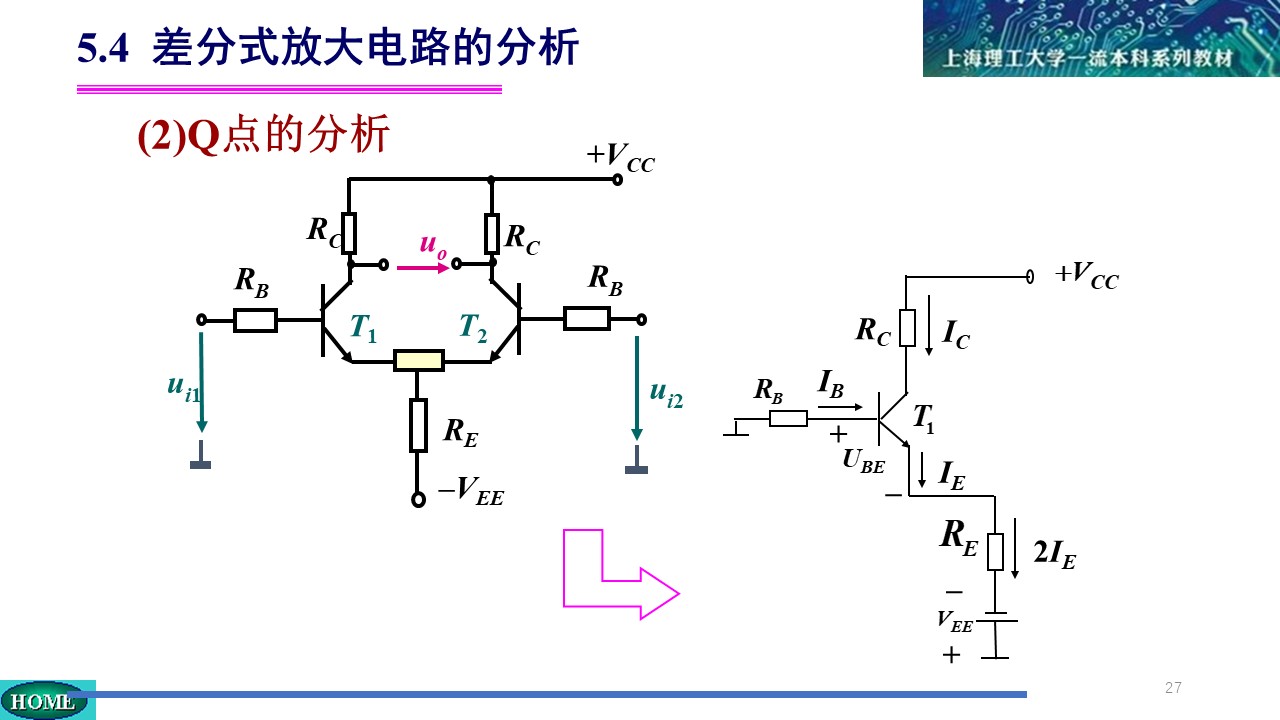 5.4 差分式放大电路的分析
上海理工大学一流本科系列教材
(2)Q点的分析
+VCC
RC
uo
RC
RB
RB
T1
T2
ui1
ui2
RE
–VEE
+VCC
RC
IC
RB
IB
T1
+
UBE
–
IE
RE
2IE
–
VEE
+
HOME
27